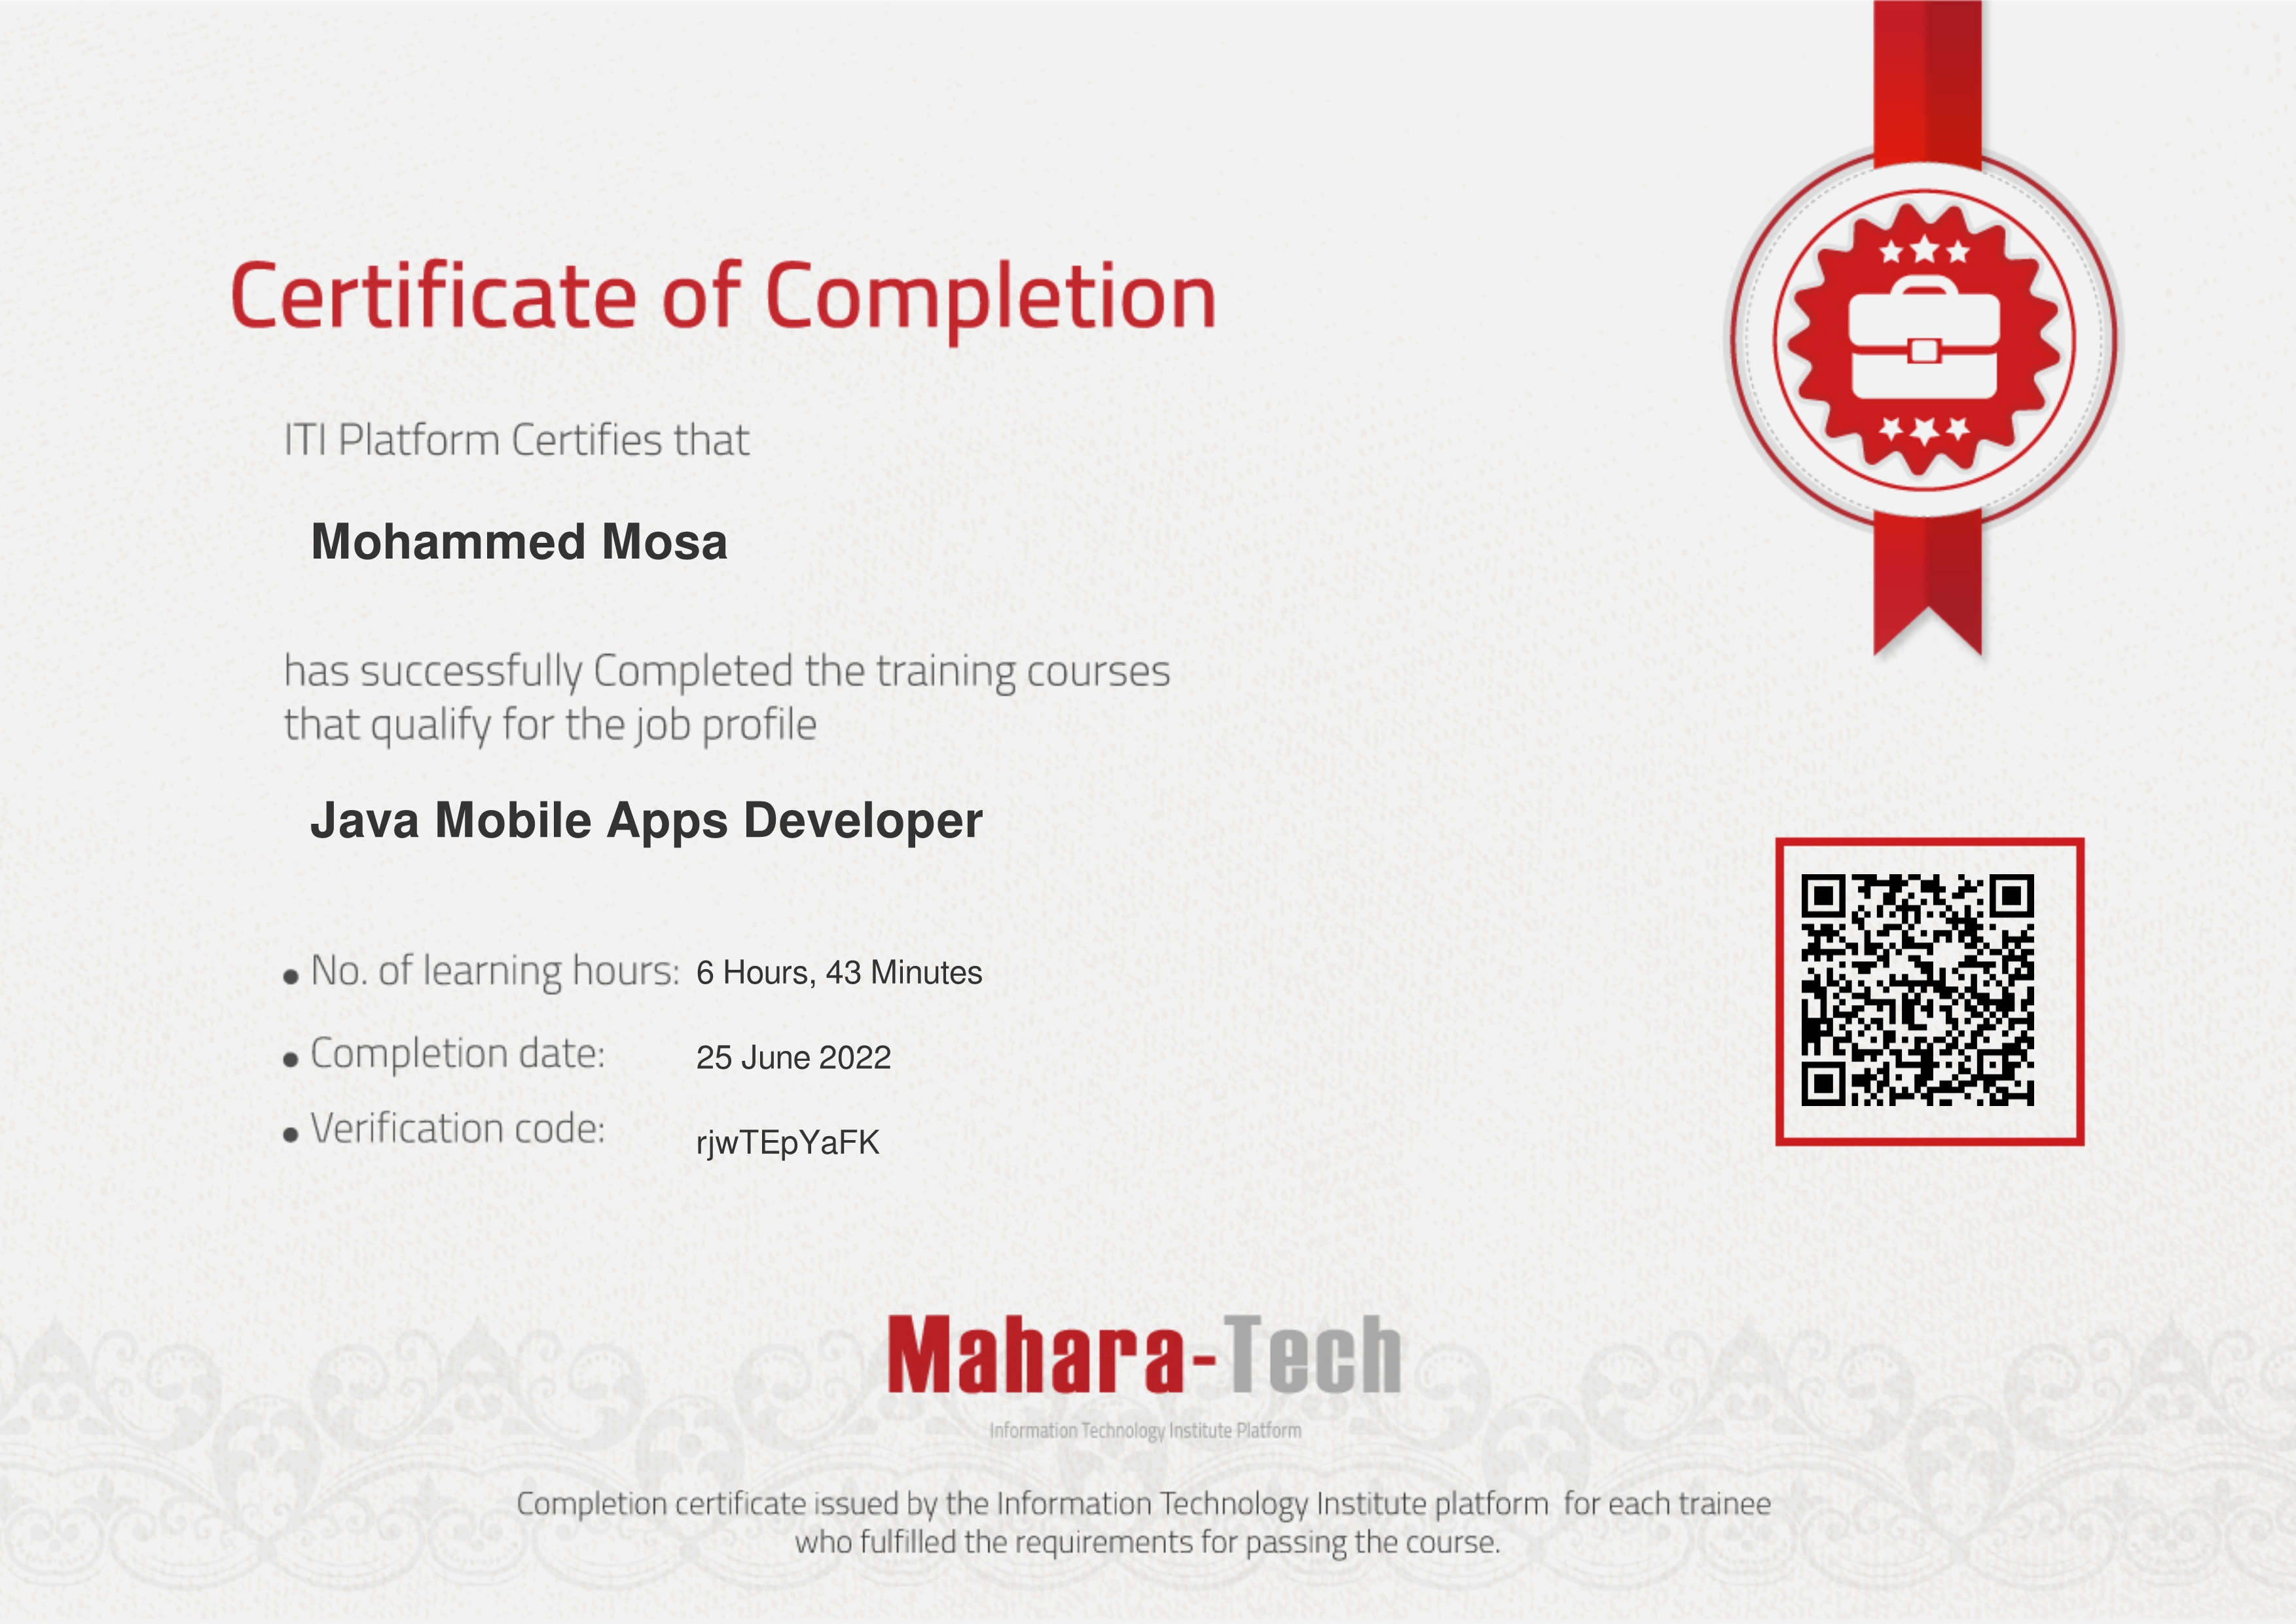 Certificate of Completion
ITI Platform Certifies that
Mohammed Mosa
has successfully Completed the training courses
that qualify for the job profile
Java Mobile Apps Developer
• No. of learning hours: 6 Hours, 43 Minutes
• Completion date: 25 June 2022
• Verification code: rjwTEpYaFK
Mahara-Tech
Information Technology Institute Platform
Completion certificate issued by the Information Technology Institute platform for each trainee
who fulfilled the requirements for passing the course.